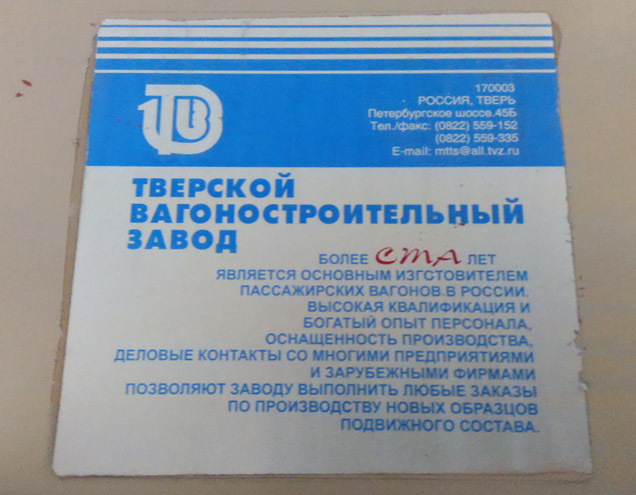 170003
РОССИЯ, ТВЕРЬ
Петербургское шоссе.45Б
Тел./факс: (0822) 559-152
(0822) 559-335
E-mail: mtts@all.tvz.ru
ТВЗ
ТВЕРСКОЙ
ВАГОНОСТРОИТЕЛЬНЫЙ
ЗАВОД
БОЛЕЕ СТА ЛЕТ
ЯВЛЯЕТСЯ ОСНОВНЫМ ИЗГОТОВИТЕЛЕМ
ПАССАЖИРСКИХ ВАГОНОВ В РОССИИ.
ВЫСОКАЯ КВАЛИФИКАЦИЯ И
БОГАТЫЙ ОПЫТ ПЕРСОНАЛА,
ОСНАЩЕННОСТЬ ПРОИЗВОДСТВА,
ДЕЛОВЫЕ КОНТАКТЫ СО МНОГИМИ ПРЕДПРИЯТИЯМИ
И ЗАРУБЕЖНЫМИ ФИРМАМИ
ПОЗВОЛЯЮТ ЗАВОДУ ВЫПОЛНИТЬ ЛЮБЫЕ ЗАКАЗЫ
ПО ПРОИЗВОДСТВУ НОВЫХ ОБРАЗЦОВ
ПОДВИЖНОГО СОСТАВА.